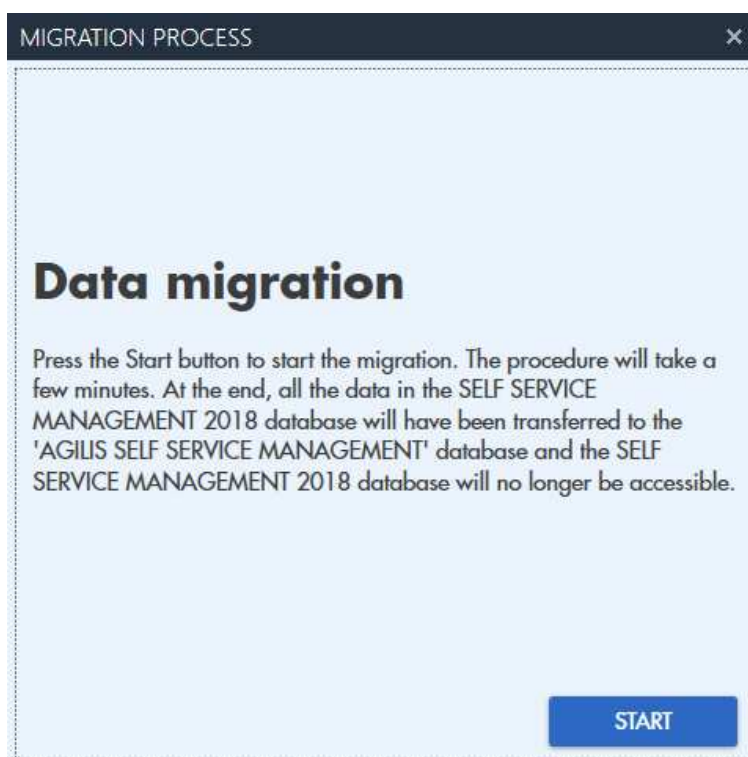 MIGRATION PROCESS
Data migration
Press the Start button to start the migration. The procedure will take a
few minutes. At the end, all the data in the SELF SERVICE
MANAGEMENT 2018 database will have been transferred to the
'AGILIS SELF SERVICE MANAGEMENT' database and the SELF
SERVICE MANAGEMENT 2018 database will no longer be accessible.
START